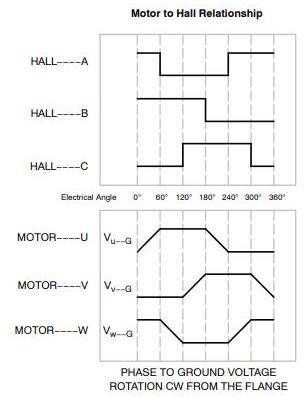 Motor to Hall Relationship
HALL----A
HALL----B
HALL----C
Electrical Angle 0° 60° 120° 180° 240° 300° 360°
MOTOR----U Vu--G
MOTOR----V Vv--G
MOTOR----W Vw--G
PHASE TO GROUND VOLTAGE
ROTATION CW FROM THE FLANGE